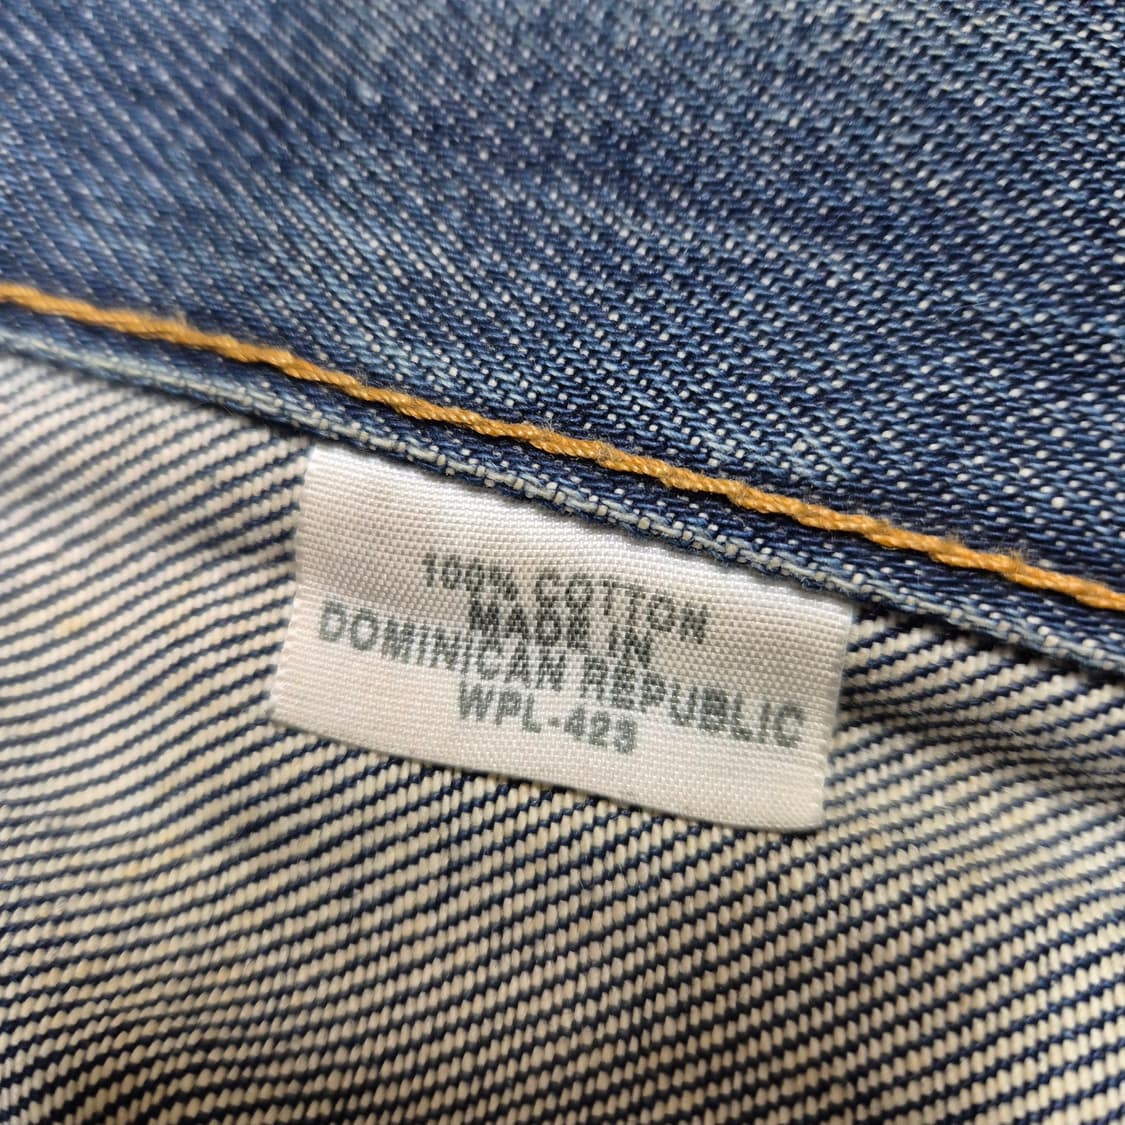 100% COTTON
MADE IN
DOMINICAN REPUBLIC
WPL-423